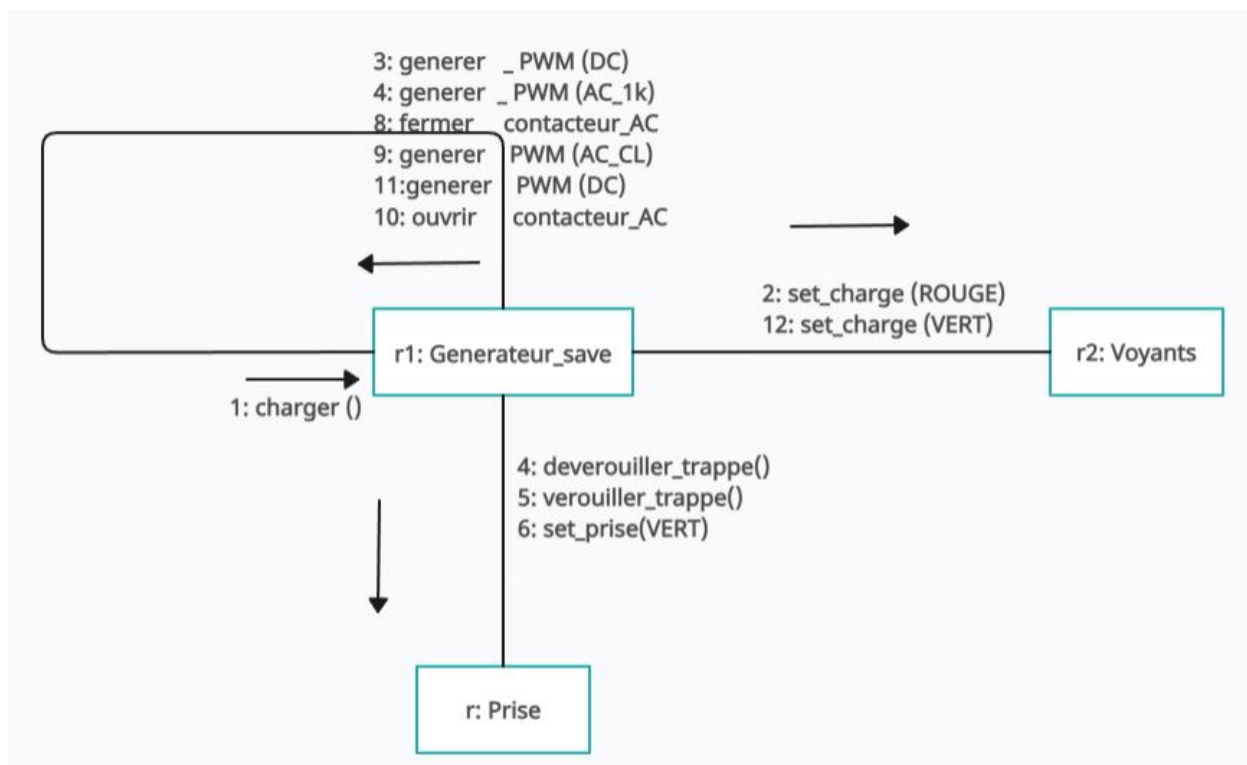 3: generer _ PWM (DC)
4: generer _ PWM (AC_1k)
8: fermer contacteur_AC
9: generer PWM (AC_CL)
11:generer PWM (DC)
10: ouvrir contacteur_AC
2: set_charge (ROUGE)
12: set_charge (VERT)
r1: Generateur_save
r2: Voyants
1: charger ()
4: deverouiller_trappe()
5: verouiller_trappe()
6: set_prise(VERT)
r: Prise